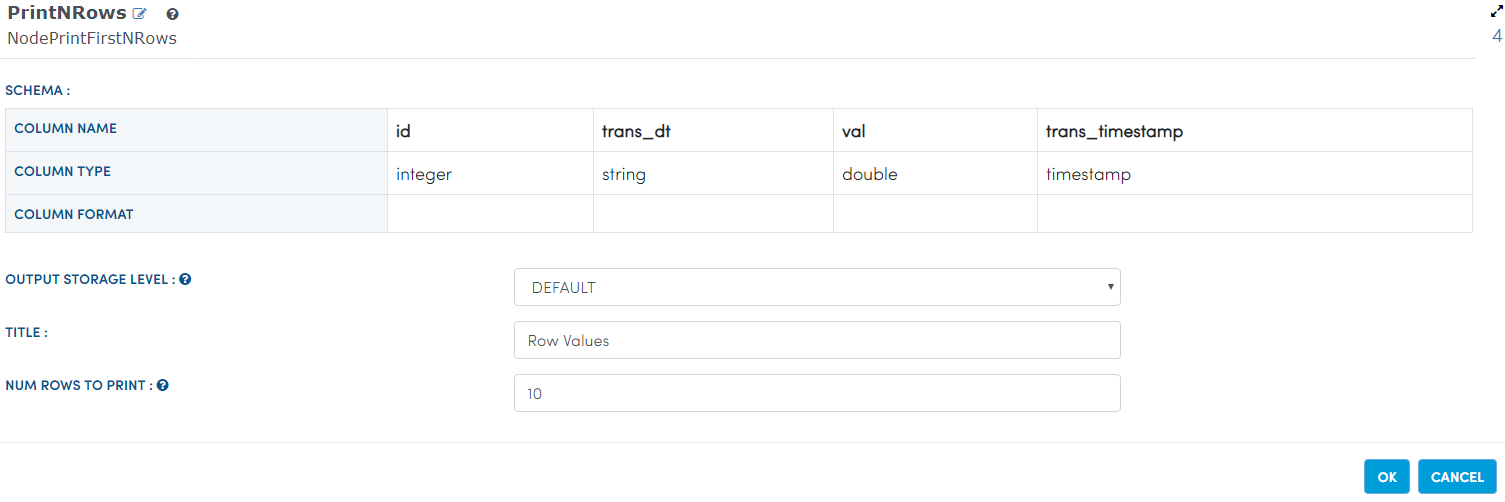 PrintNRows
NodePrintFirstNRows
4
SCHEMA :
COLUMN NAME id trans_dt val trans_timestamp
COLUMN TYPE integer string double timestamp
COLUMN FORMAT
OUTPUT STORAGE LEVEL : DEFAULT
TITLE : Row Values
NUM ROWS TO PRINT : 10
OK CANCEL